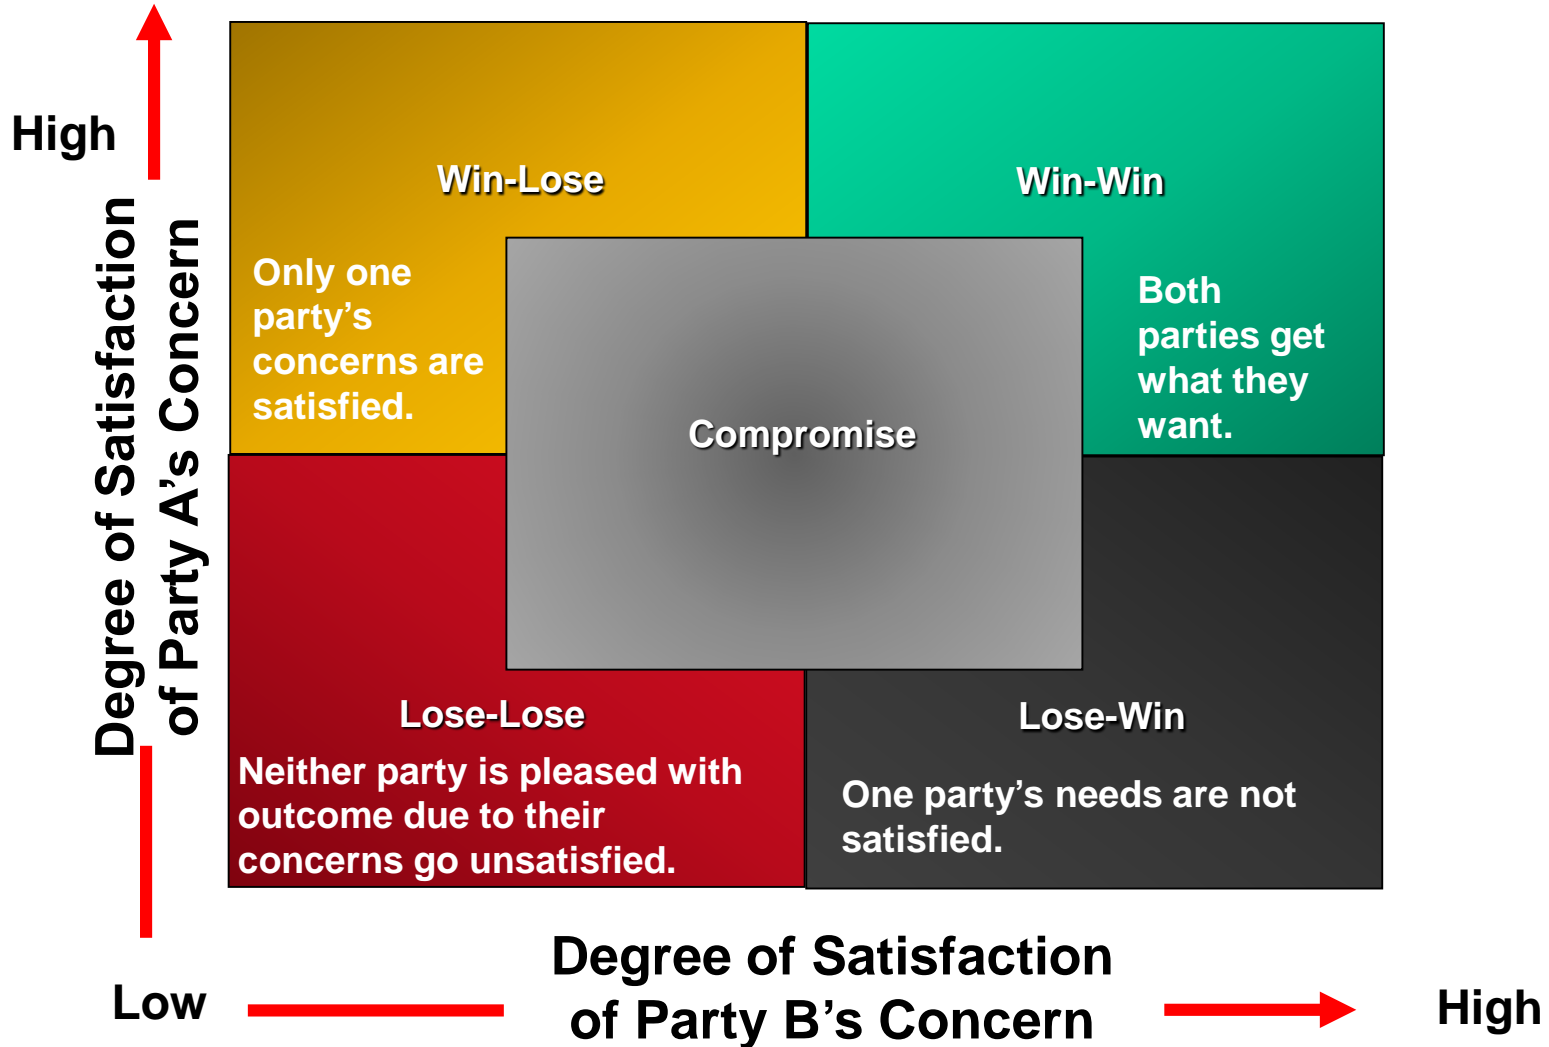 High
Degree of Satisfaction
of Party A's Concern
Win-Lose
Only one
party's
concerns are
satisfied.
Win-Win
Both
parties get
what they
want.
Compromise
Lose-Lose
Neither party is pleased with
outcome due to their
concerns go unsatisfied.
Lose-Win
One party's needs are not
satisfied.
Low
Degree of Satisfaction
of Party B's Concern
High